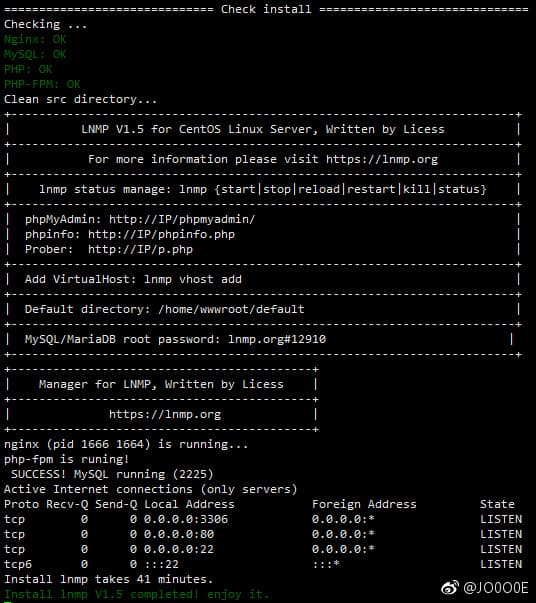 ============================== Check install ==============================
Checking ...
Nginx: OK
MySQL: OK
PHP: OK
PHP-FPM: OK
Clean src directory...
+------------------------------------------------------------------------+
|         LNMP V1.5 for CentOS Linux Server, Written by Licess           |
+------------------------------------------------------------------------+
|          For more information please visit https://lnmp.org            |
+------------------------------------------------------------------------+
|    lnmp status manage: lnmp {start|stop|reload|restart|kill|status}    |
+------------------------------------------------------------------------+
|  phpMyAdmin: http://IP/phpmyadmin/                                     |
|  phpinfo: http://IP/phpinfo.php                                        |
|  Prober:  http://IP/p.php                                              |
+------------------------------------------------------------------------+
|  Add VirtualHost: lnmp vhost add                                       |
+------------------------------------------------------------------------+
|  Default directory: /home/wwwroot/default                              |
+------------------------------------------------------------------------+
|  MySQL/MariaDB root password: lnmp.org#12910                          |
+------------------------------------------------------------------------+
+-------------------------------------------+
|    Manager for LNMP, Written by Licess    |
+-------------------------------------------+
|              https://lnmp.org             |
+-------------------------------------------+
nginx (pid 1666 1664) is running...
php-fpm is runing!
 SUCCESS! MySQL running (2225)
Active Internet connections (only servers)
Proto Recv-Q Send-Q Local Address           Foreign Address         State
tcp        0      0 0.0.0.0:3306            0.0.0.0:*               LISTEN
tcp        0      0 0.0.0.0:80              0.0.0.0:*               LISTEN
tcp        0      0 0.0.0.0:22              0.0.0.0:*               LISTEN
tcp6       0      0 :::22                   :::*                    LISTEN
Install lnmp takes 41 minutes.
Install lnmp V1.5 completed! enjoy it.
@JO0O0E